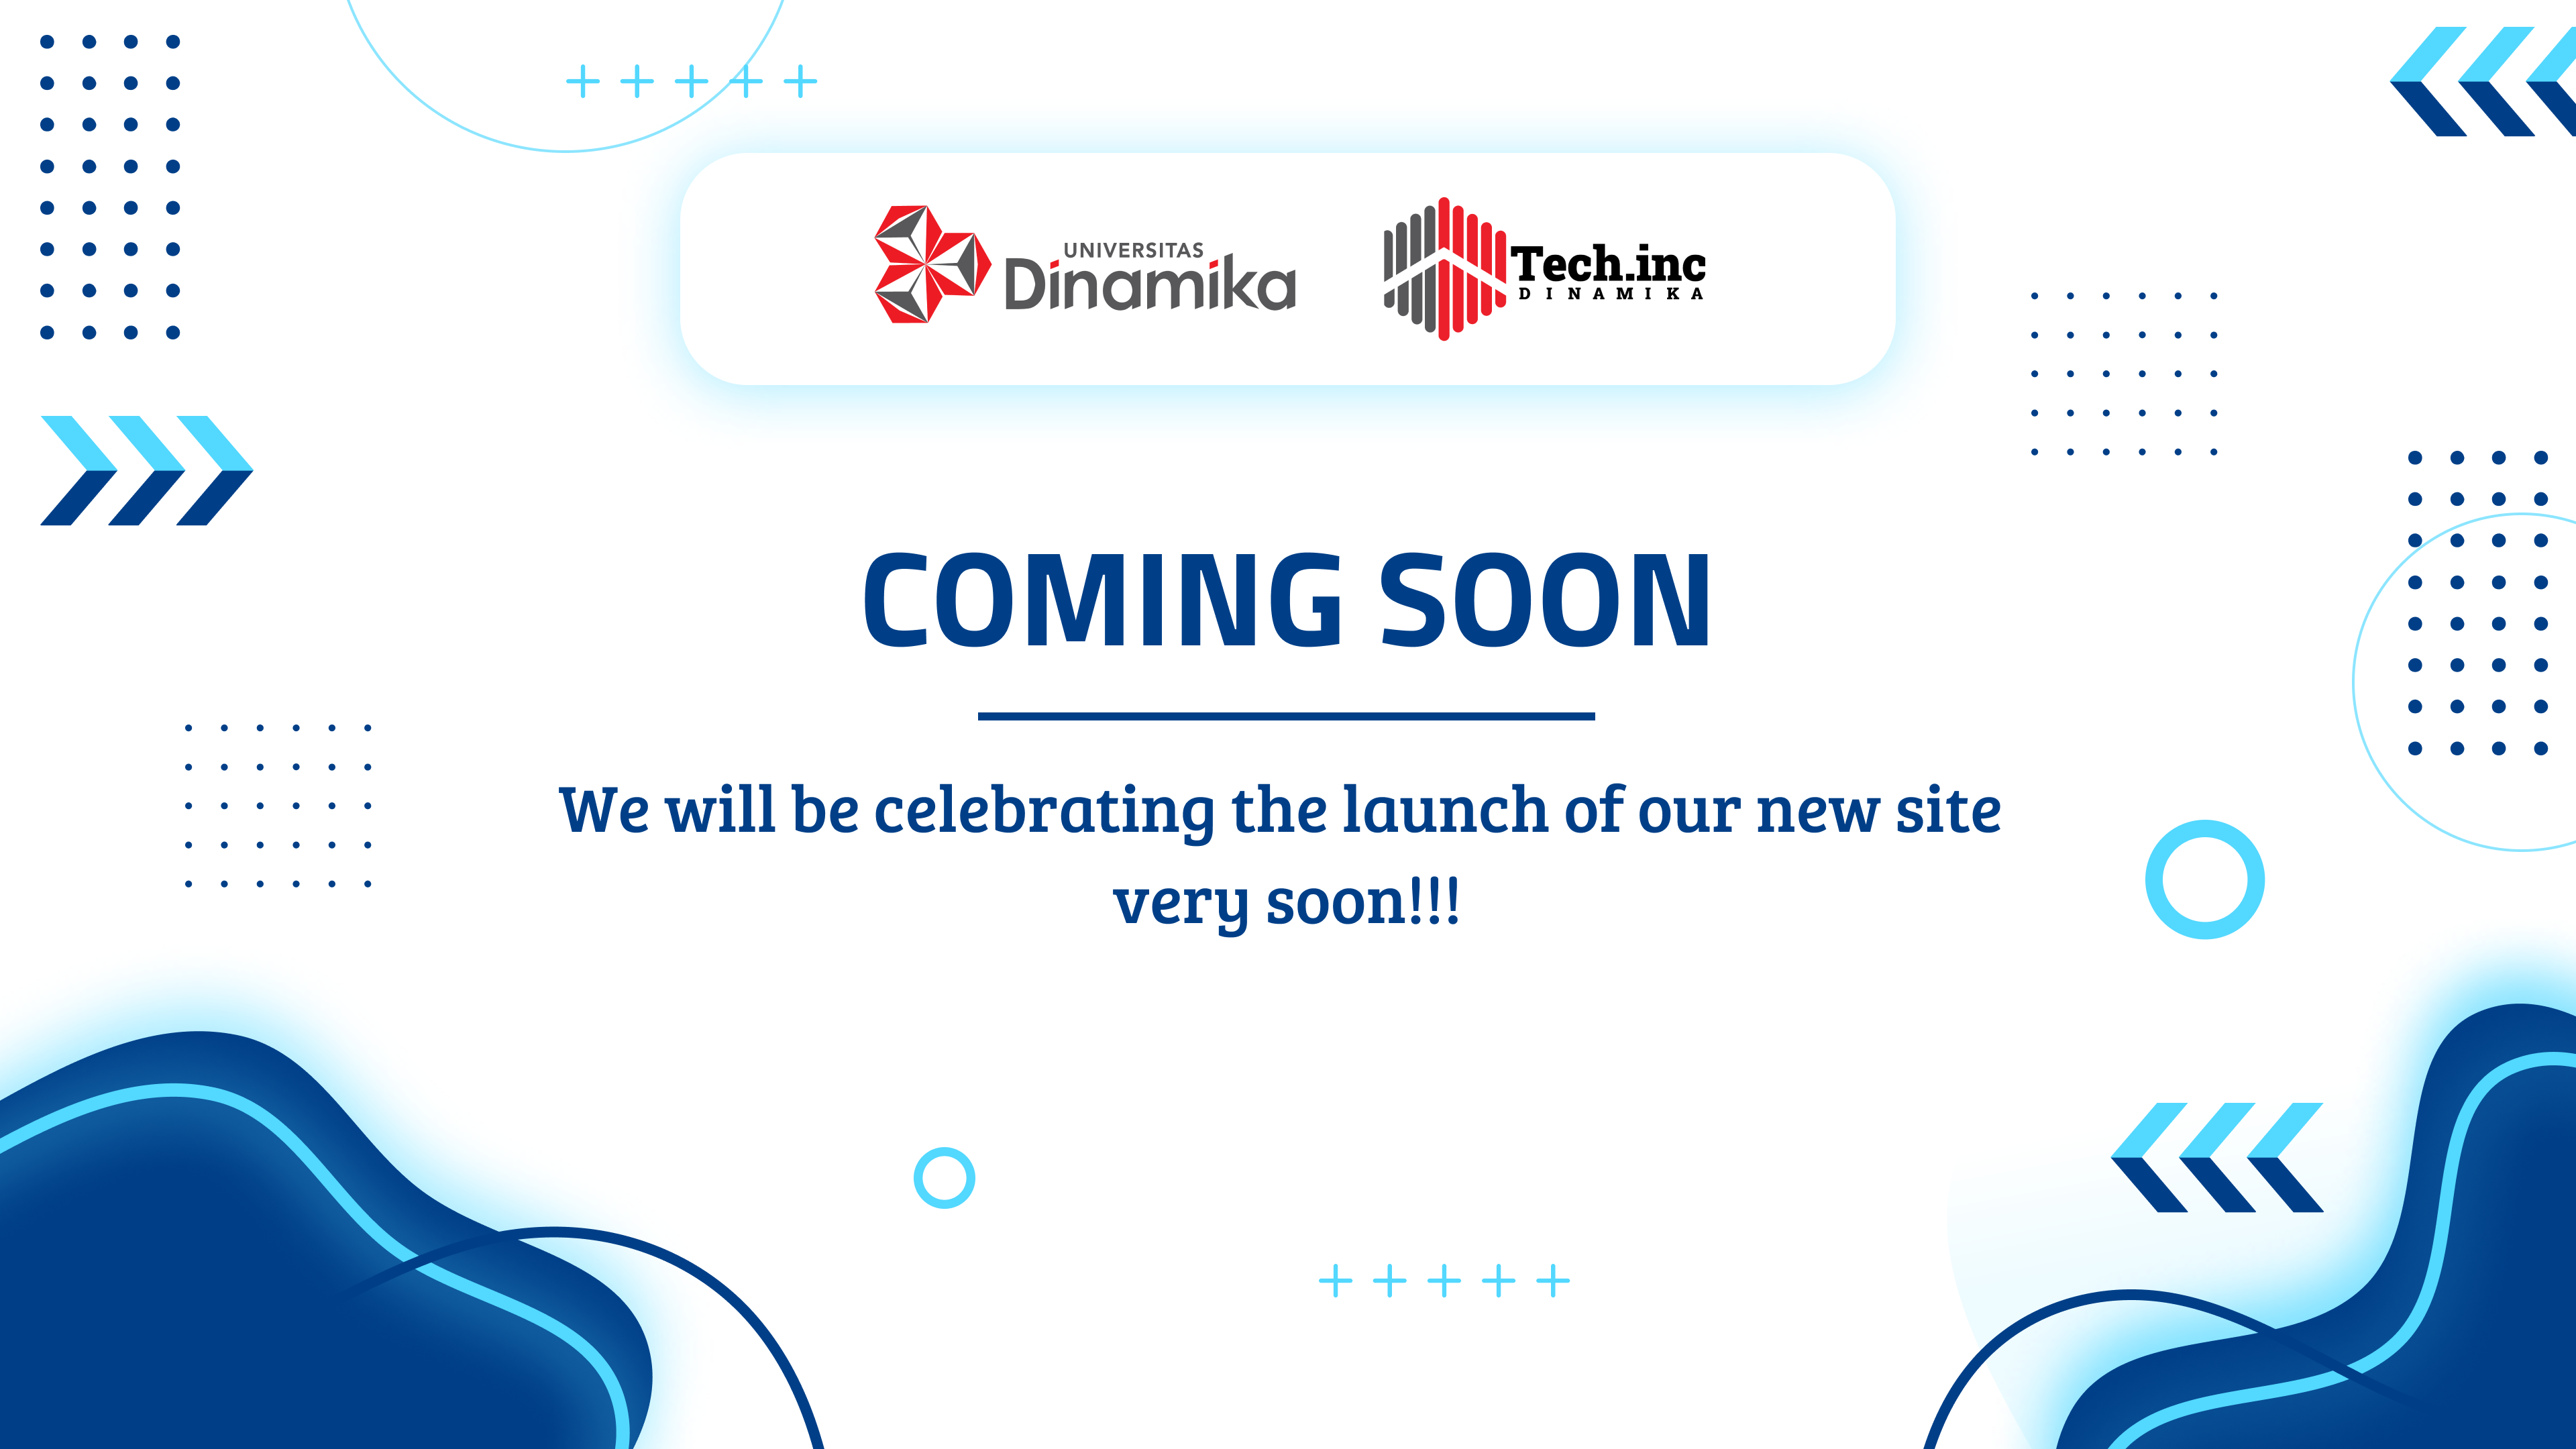 UNIVERSITAS
Dinamika
Tech.inc
DINAMIKA
COMING SOON
We will be celebrating the launch of our new site
very soon!!!